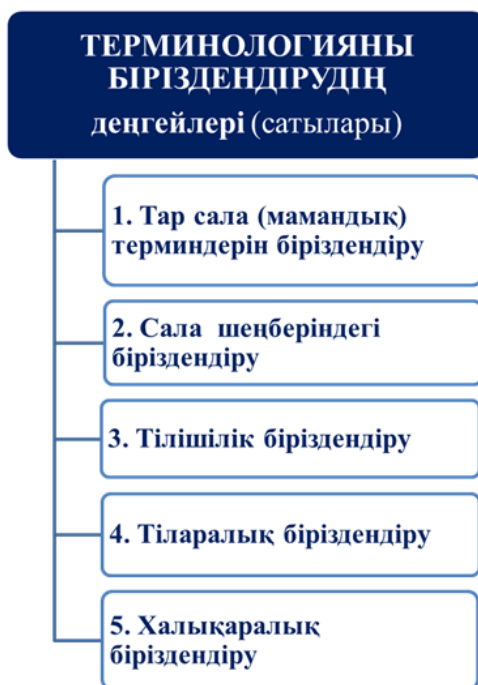 ТЕРМИНОЛОГИЯНЫ
БІРІЗДЕНДІРУДІҢ
деңгейлері (сатылары)
1. Тар сала (мамандық)
терминдерін біріздендіру
2. Сала шеңберіндегі
біріздендіру
3. Тілішілік біріздендіру
4. Тіларалық біріздендіру
5. Халықаралық
біріздендіру